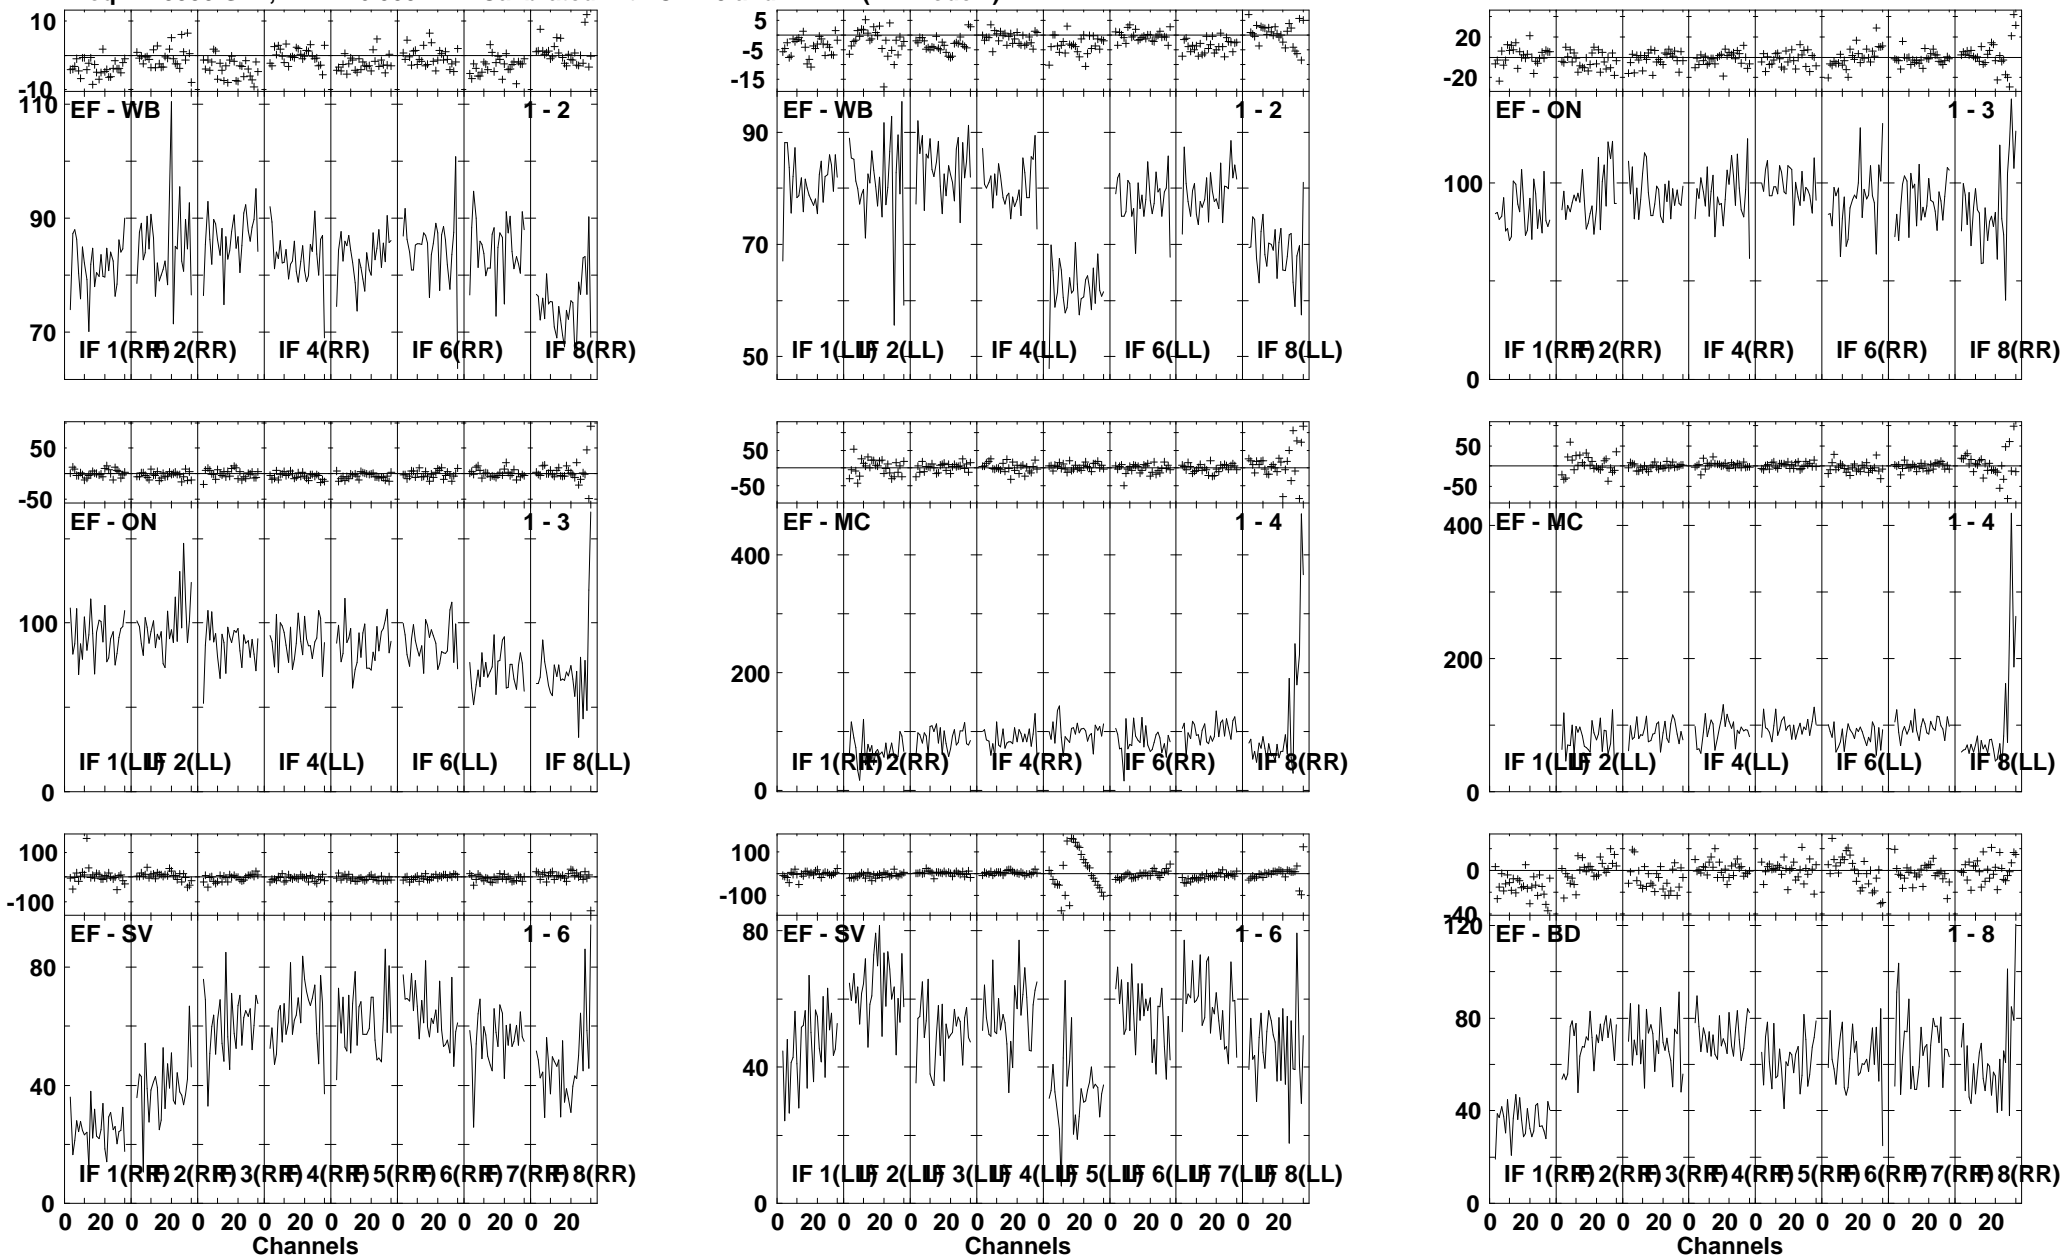 10
-10
110
90
70
EF - WB
1 - 2
IF 1(RR) IF 2(RR) IF 4(RR) IF 6(RR) IF 8(RR)
5
-5
-15
90
70
50
EF - WB
1 - 2
IF 1(LL) IF 2(LL) IF 4(LL) IF 6(LL) IF 8(LL)
20
-20
100
0
EF - ON
1 - 3
IF 1(RR) IF 2(RR) IF 4(RR) IF 6(RR) IF 8(RR)
50
-50
100
0
EF - ON
1 - 3
IF 1(LL) IF 2(LL) IF 4(LL) IF 6(LL) IF 8(LL)
50
-50
400
200
0
EF - MC
1 - 4
IF 1(RR) IF 2(RR) IF 4(RR) IF 6(RR) IF 8(RR)
50
-50
400
200
0
EF - MC
1 - 4
IF 1(LL) IF 2(LL) IF 4(LL) IF 6(LL) IF 8(LL)
100
-100
80
40
0
EF - SV
1 - 6
IF 1(RR) IF 2(RR) IF 3(RR) IF 4(RR) IF 5(RR) IF 6(RR) IF 7(RR) IF 8(RR)
0 20 0 20 0 20 0 20 0 20 0 20 0 20 0 20
Channels
100
-100
80
40
0
EF - SV
1 - 6
IF 1(LL) IF 2(LL) IF 3(LL) IF 4(LL) IF 5(LL) IF 6(LL) IF 7(LL) IF 8(LL)
0 20 0 20 0 20 0 20 0 20 0 20 0 20 0 20
Channels
0
-40
120
80
40
0
EF - BD
1 - 8
IF 1(RR) IF 2(RR) IF 3(RR) IF 4(RR) IF 5(RR) IF 6(RR) IF 7(RR) IF 8(RR)
0 20 0 20 0 20 0 20 0 20 0 20 0 20 0 20
Channels